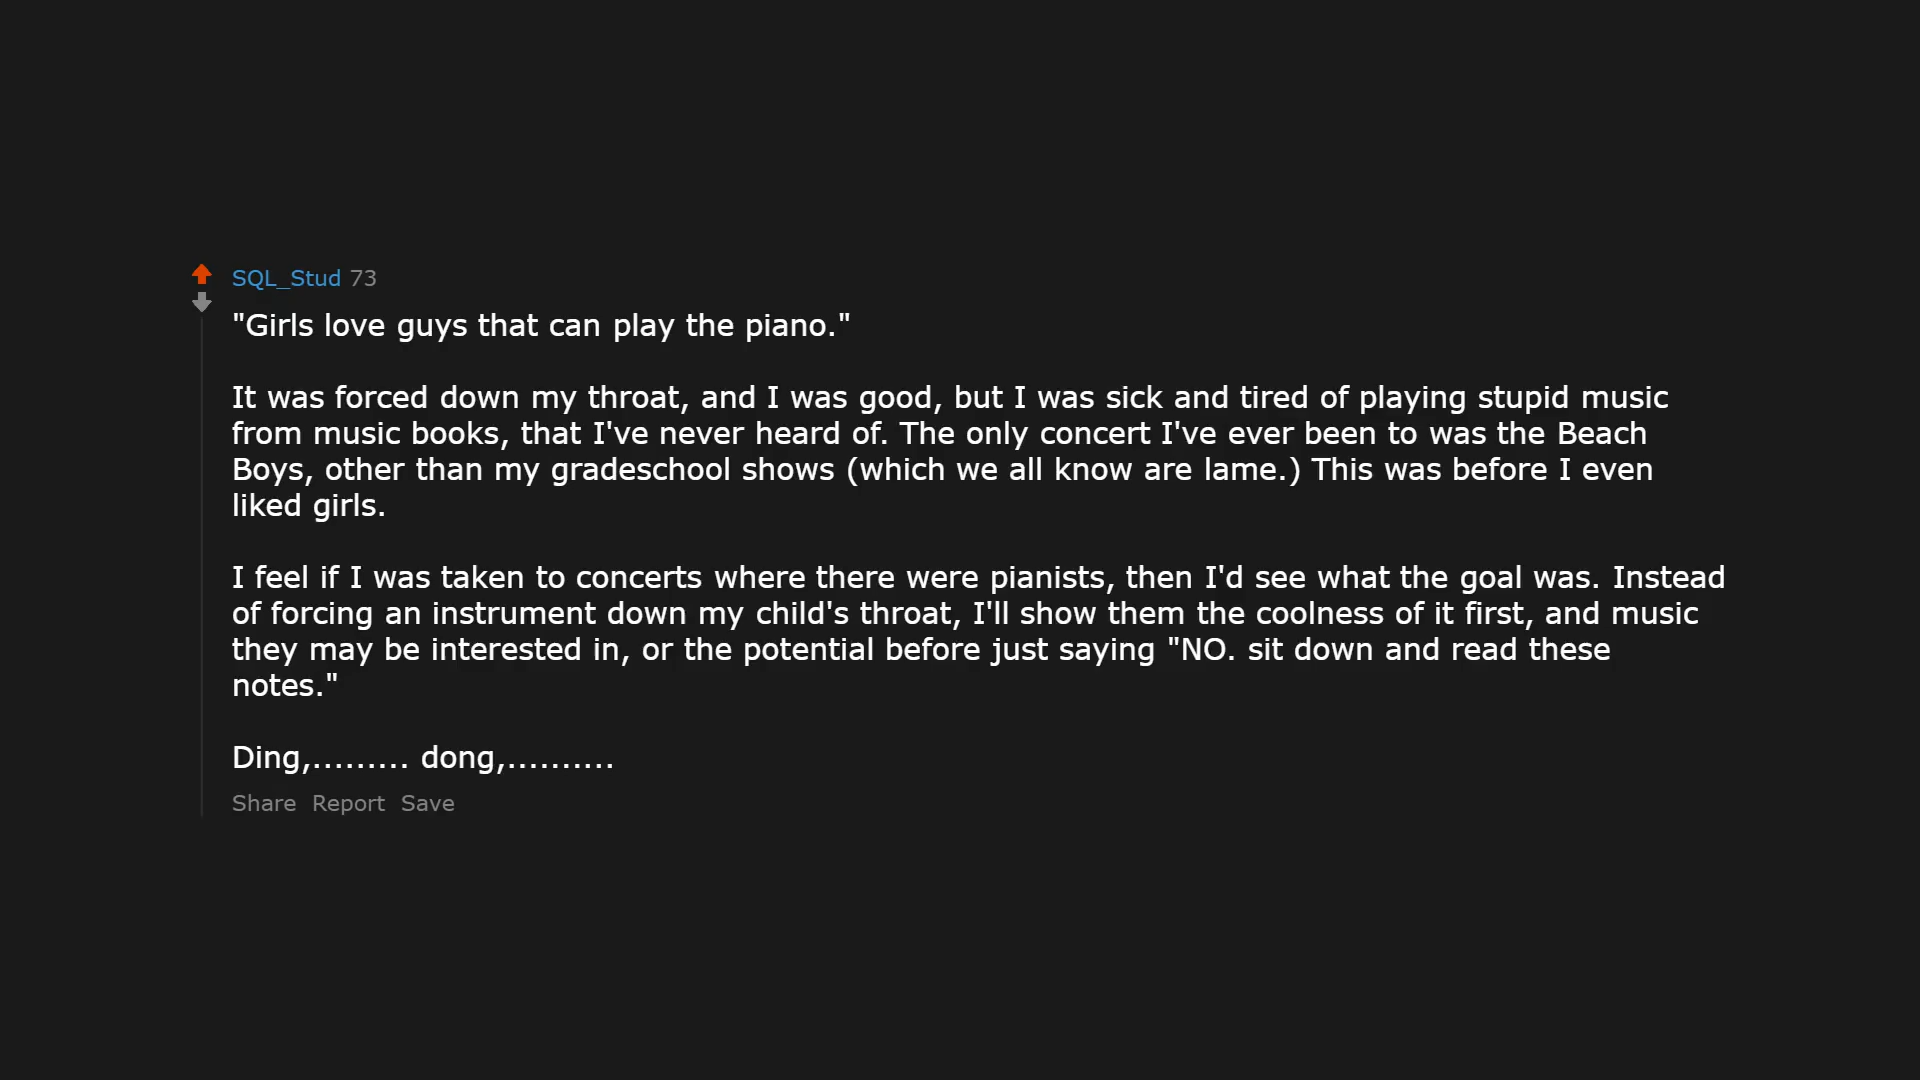 SQL_Stud 73
"Girls love guys that can play the piano."
It was forced down my throat, and I was good, but I was sick and tired of playing stupid music
from music books, that I've never heard of. The only concert I've ever been to was the Beach
Boys, other than my gradeschool shows (which we all know are lame.) This was before I even
liked girls.
I feel if I was taken to concerts where there were pianists, then I'd see what the goal was. Instead
of forcing an instrument down my child's throat, I'll show them the coolness of it first, and music
they may be interested in, or the potential before just saying "NO. sit down and read these
notes."
Ding,......... dong,..........
Share Report Save